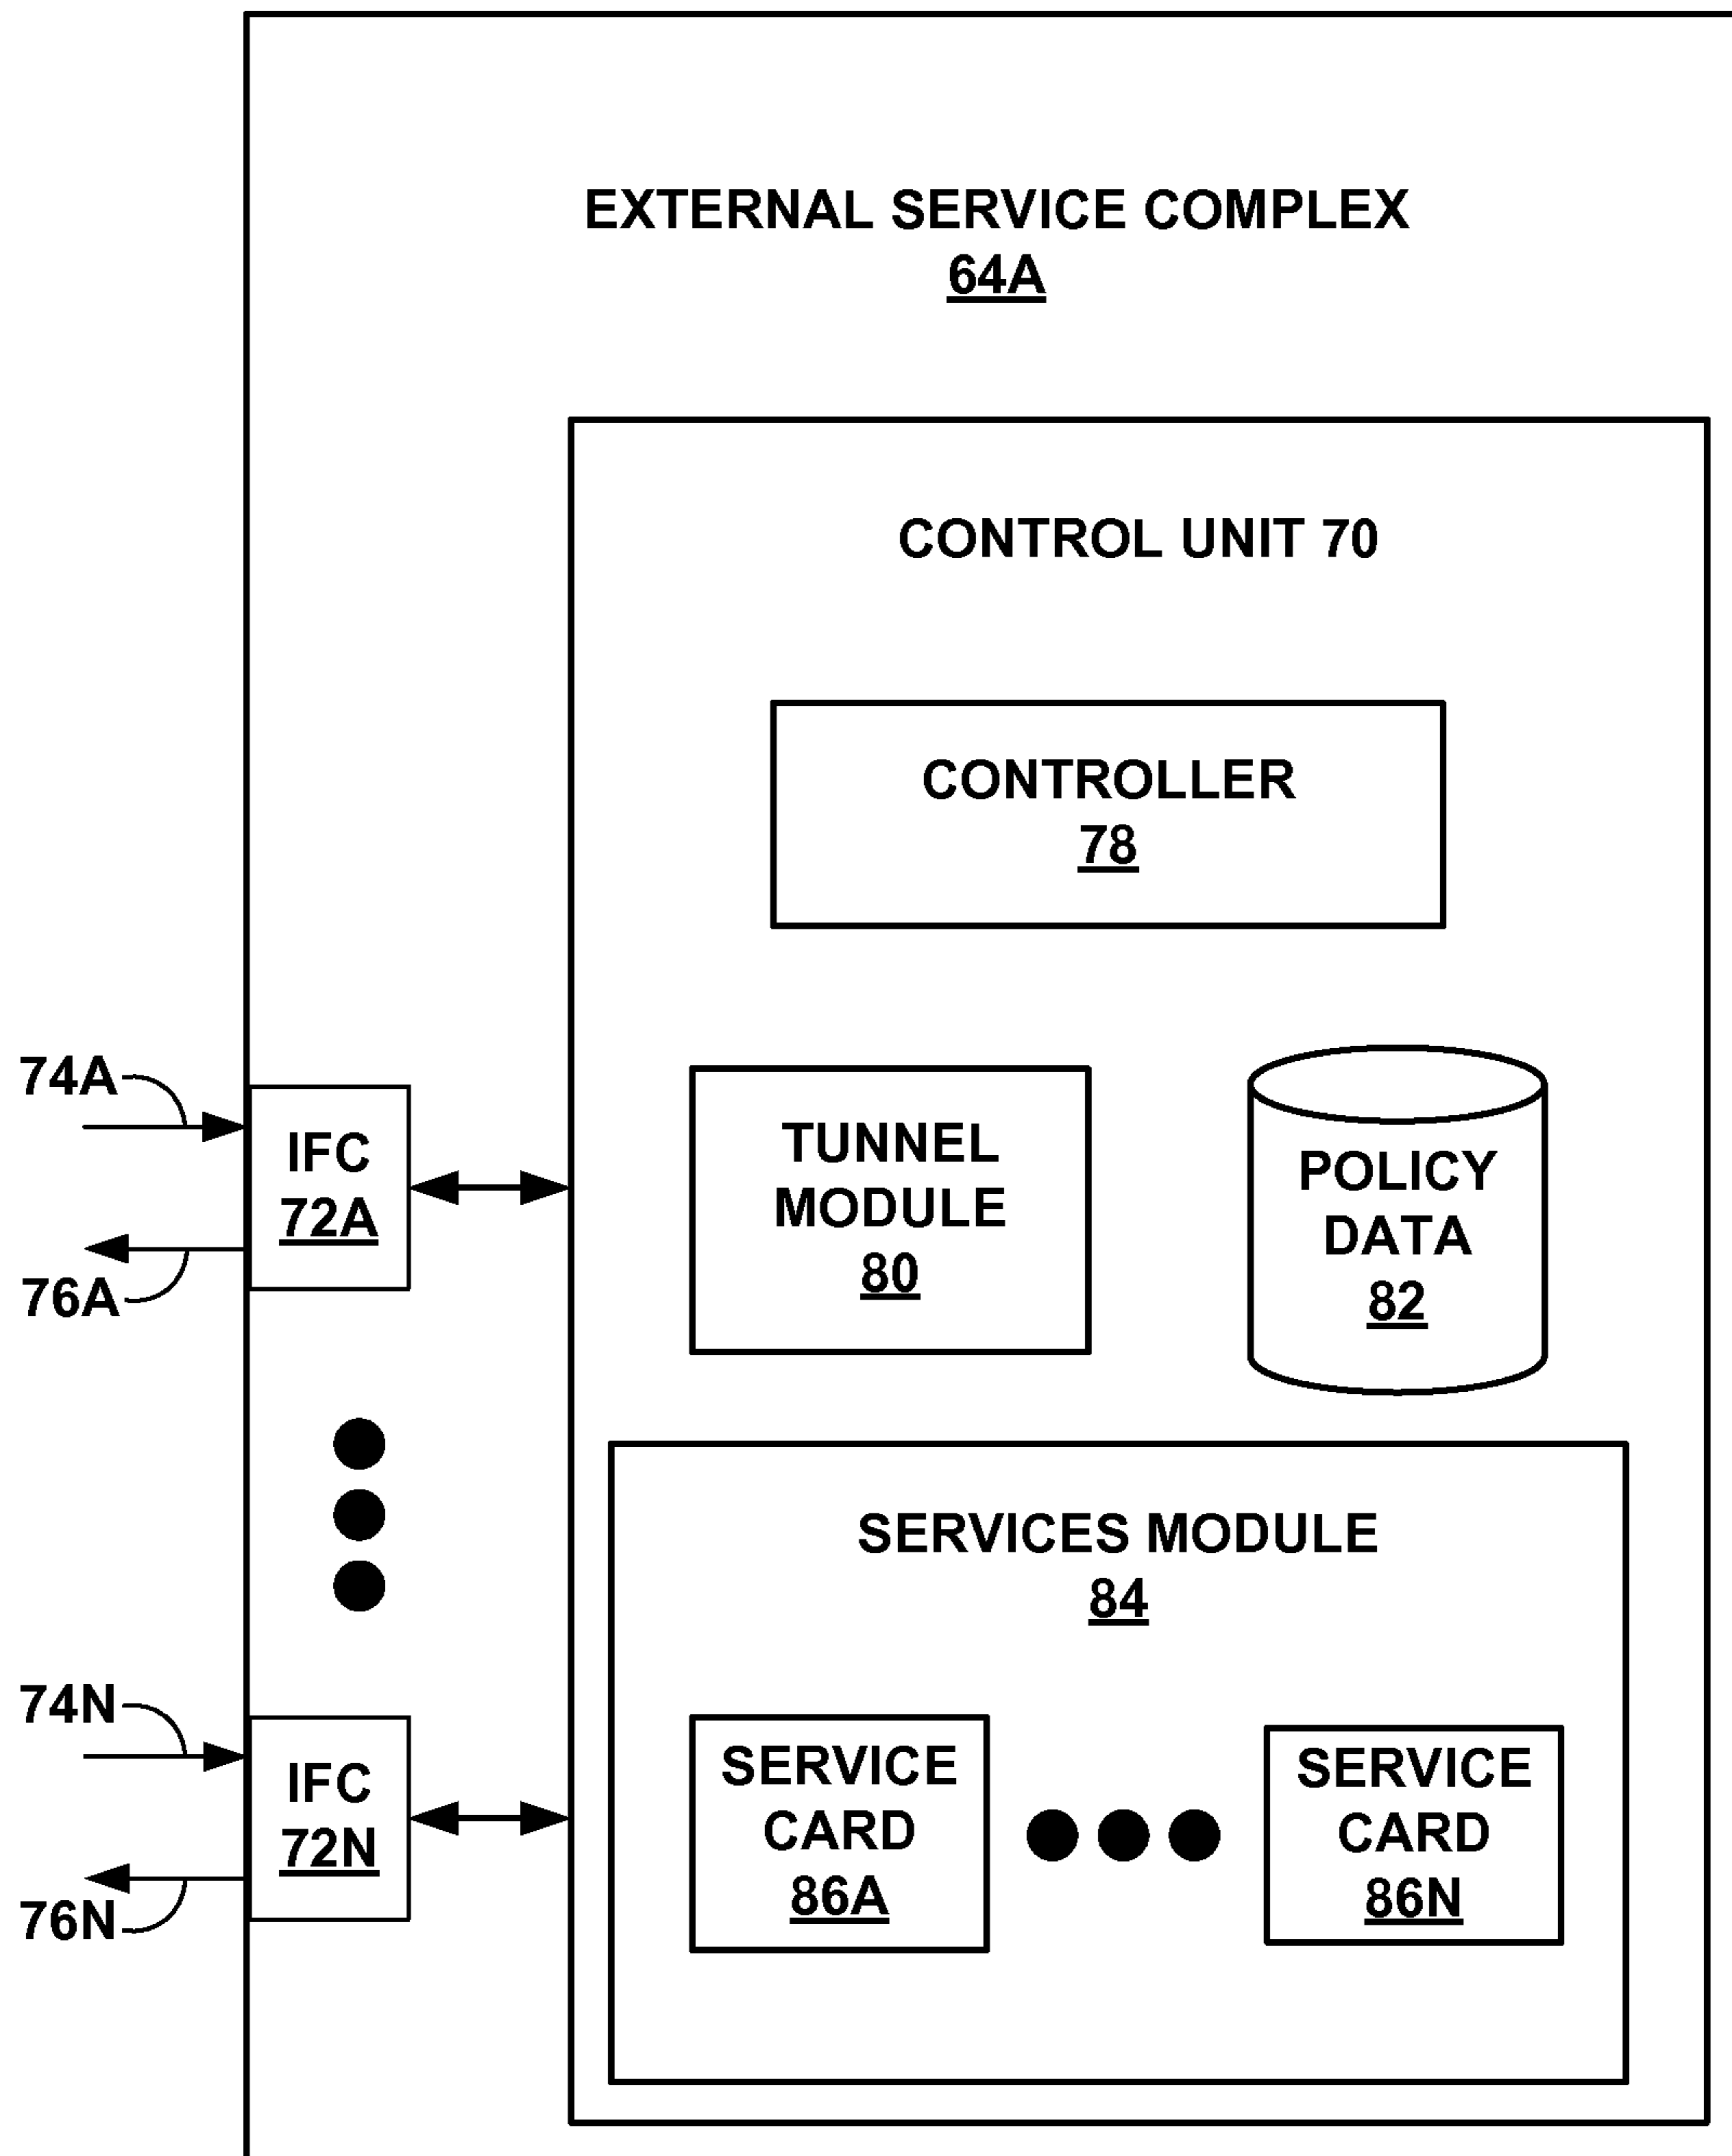 EXTERNAL SERVICE COMPLEX
64A
CONTROL UNIT 70
CONTROLLER
78
74A
IFC
72A
76A
TUNNEL
MODULE
80
POLICY
DATA
82
SERVICES MODULE
84
74N
IFC
72N
76N
SERVICE
CARD
86A
SERVICE
CARD
86N